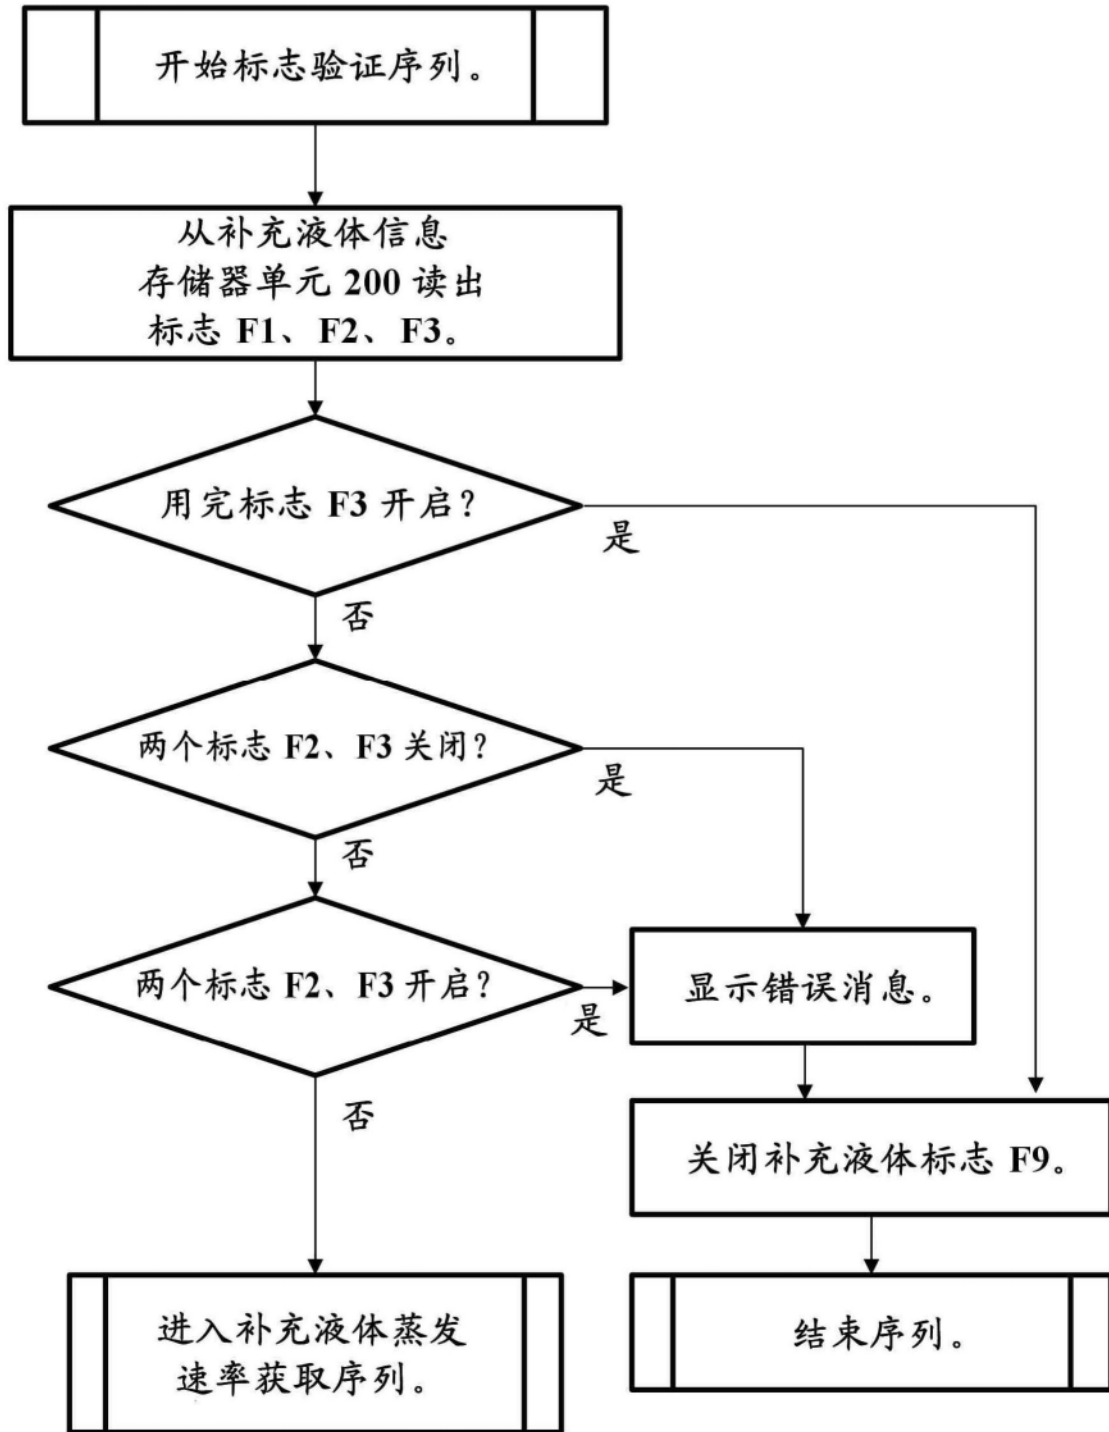 开始标志验证序列。
从补充液体信息
存储器单元 200 读出
标志 F1、F2、F3。
用完标志 F3 开启？
是
否
两个标志 F2、F3 关闭？
是
否
两个标志 F2、F3 开启？
是
显示错误消息。
否
关闭补充液体标志 F9。
进入补充液体蒸发
速率获取序列。
结束序列。